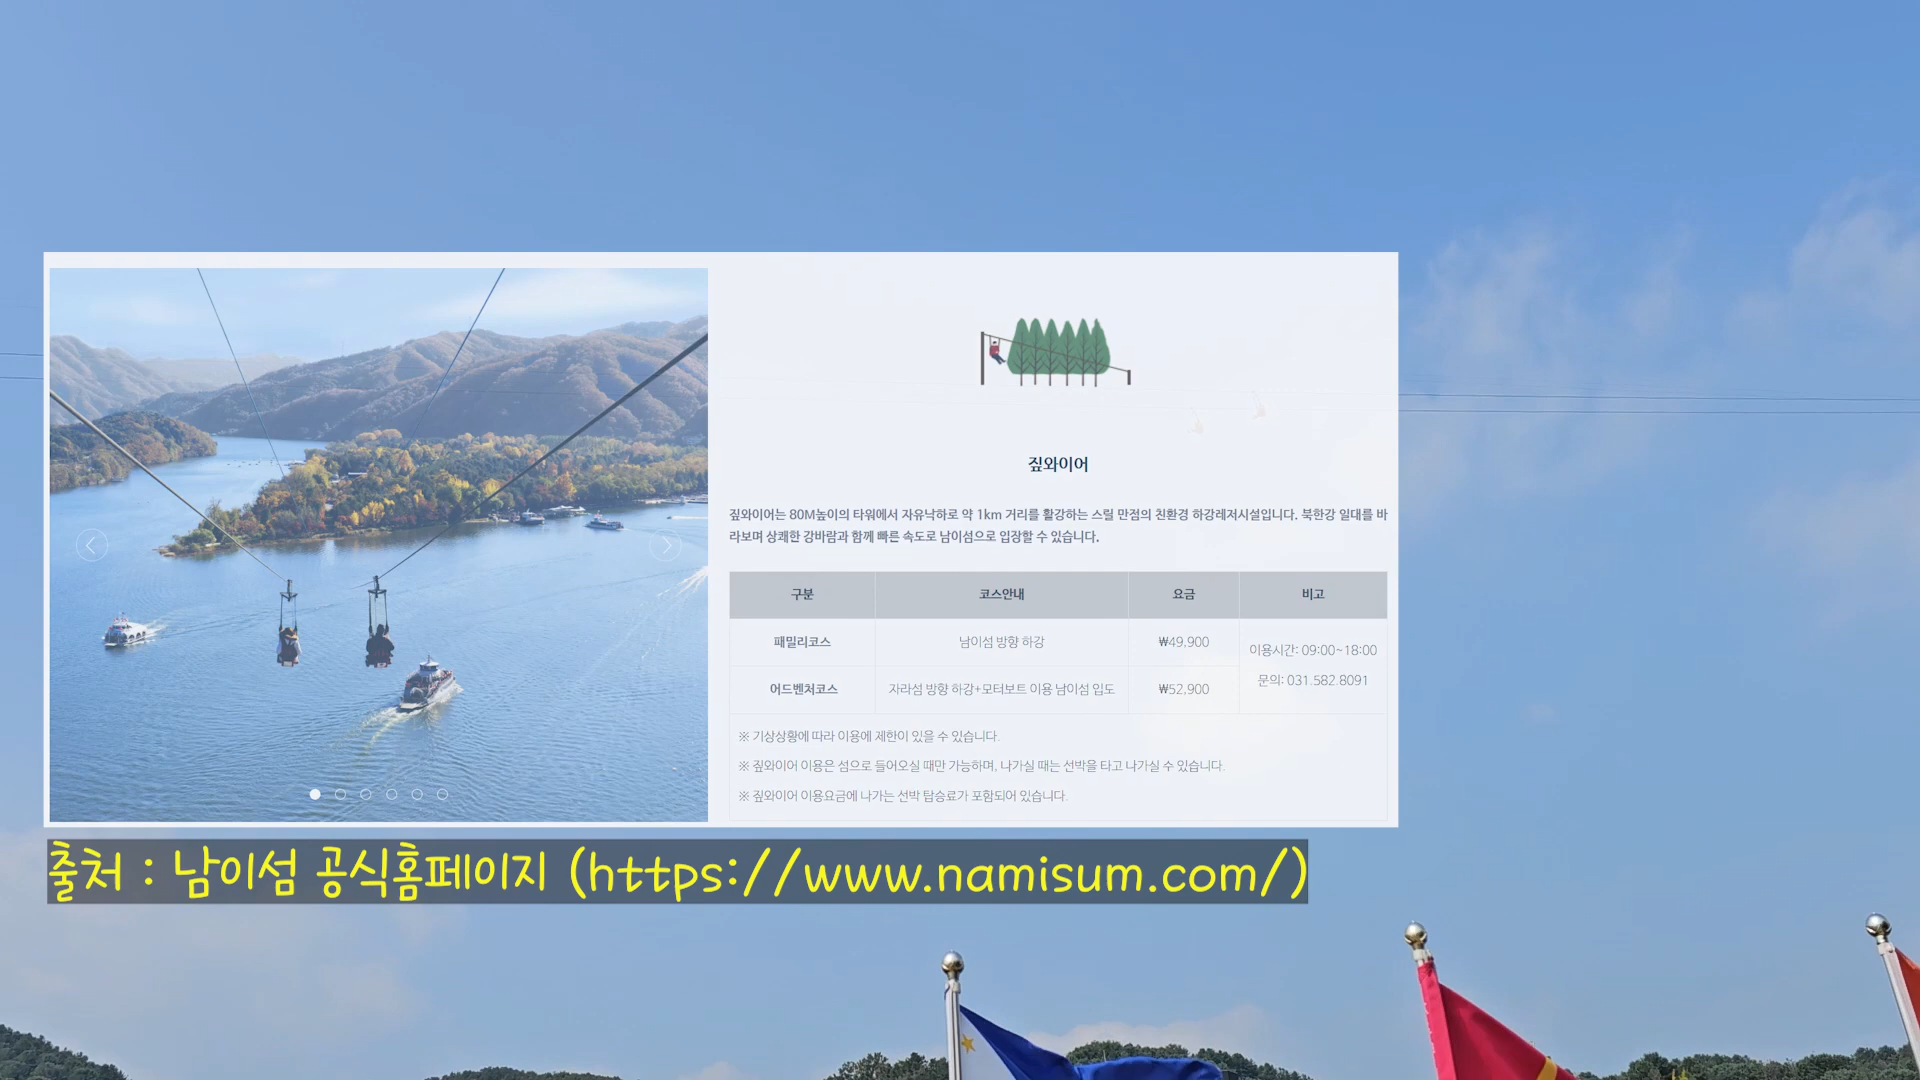 짚와이어
짚와이어는 80M높이의 타워에서 자유낙하로 약 1km 거리를 활강하는 스릴 만점의 친환경 하강레저시설입니다. 북한강 일대를 바
라보며 상쾌한 강바람과 함께 빠른 속도로 남이섬으로 입장할 수 있습니다.
구분 코스안내 요금 비고
패밀리코스 남이섬 방향 하강 ₩49,900
이용시간: 09:00~18:00
문의: 031.582.8091
어드벤처코스 자라섬 방향 하강+모터보트 이용 남이섬 입도 ₩52,900
※ 기상상황에 따라 이용에 제한이 있을 수 있습니다.
※ 짚와이어 이용은 섬으로 들어오실 때만 가능하며, 나가실 때는 선박을 타고 나가실 수 있습니다.
※ 짚와이어 이용요금에 나가는 선박 탑승료가 포함되어 있습니다.
출처 : 남이섬 공식홈페이지 (https://www.namisum.com/)